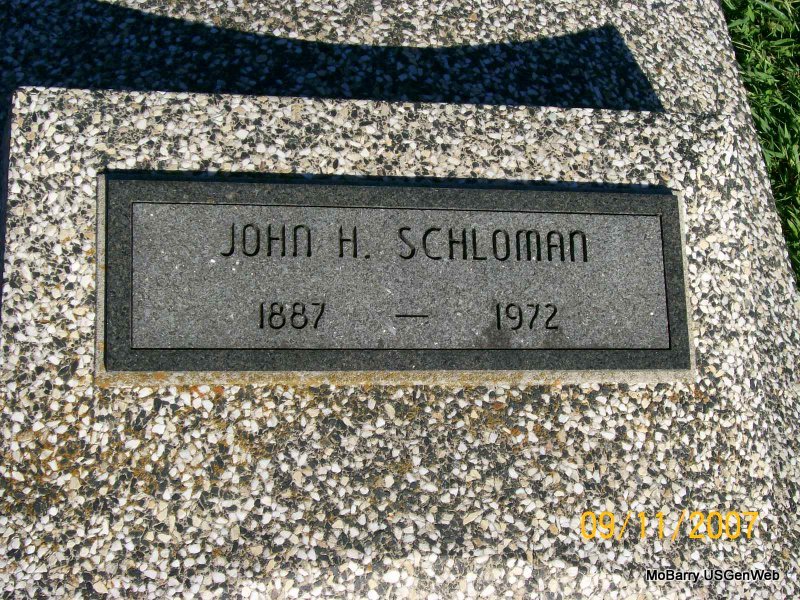 JOHN H. SCHLOMAN
1887 — 1972
09/11/2007
MoBarry USGenWeb